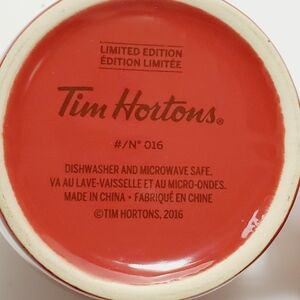 LIMITED EDITION
ÉDITION LIMITÉE
Tim Hortons®
#/N° 016
DISHWASHER AND MICROWAVE SAFE.
VA AU LAVE-VAISSELLE ET AU MICRO-ONDES.
MADE IN CHINA • FABRIQUÉ EN CHINE
©TIM HORTONS, 2016